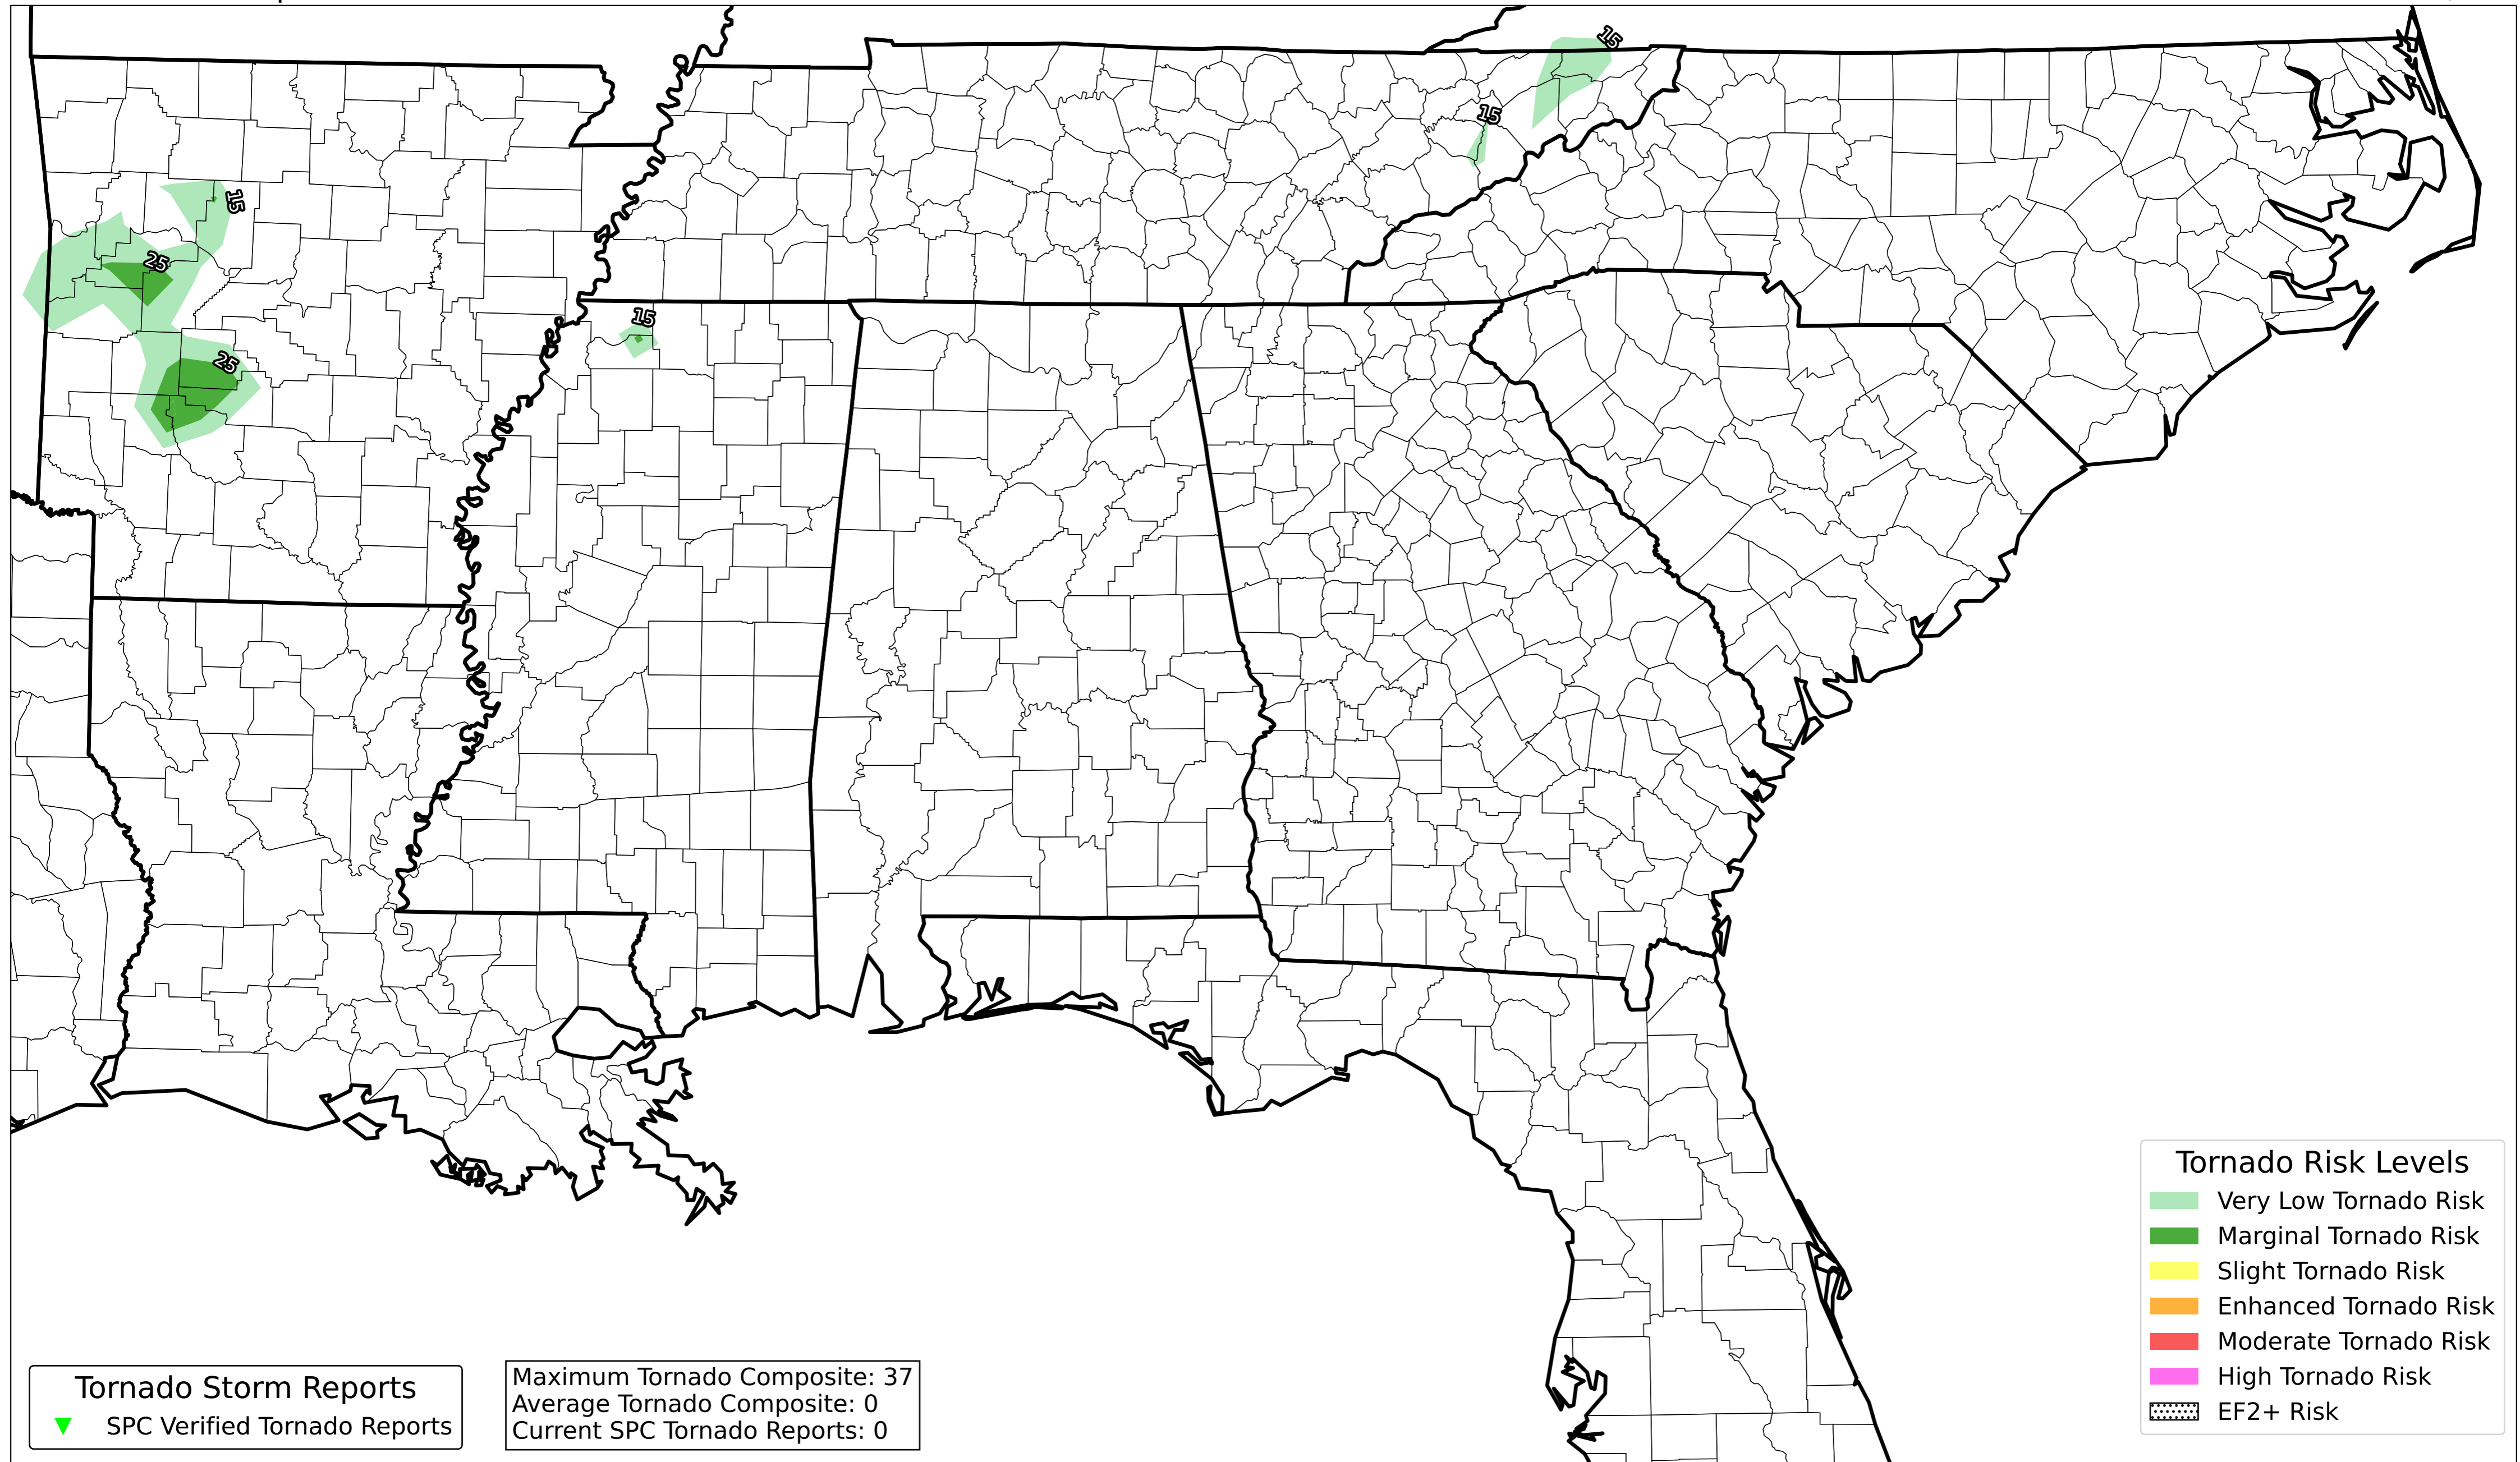 15
15
15
25
15
25
Tornado Risk Levels
Very Low Tornado Risk
Marginal Tornado Risk
Slight Tornado Risk
Enhanced Tornado Risk
Moderate Tornado Risk
High Tornado Risk
EF2+ Risk
Tornado Storm Reports
SPC Verified Tornado Reports
Maximum Tornado Composite: 37
Average Tornado Composite: 0
Current SPC Tornado Reports: 0